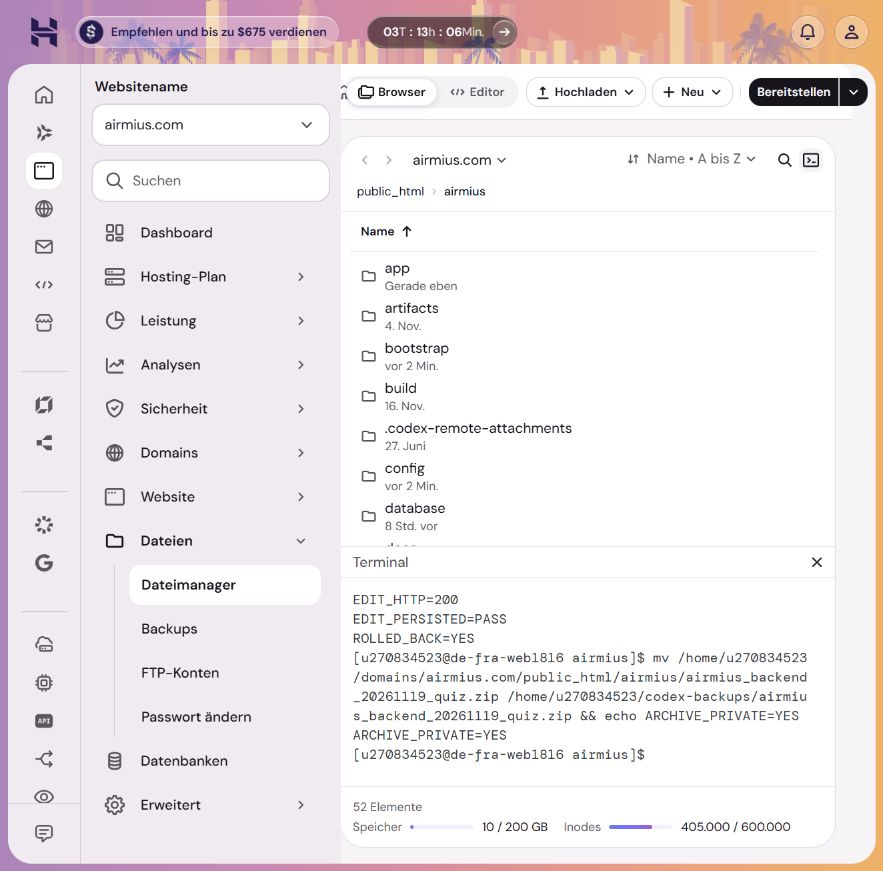 Empfehlen und bis zu $675 verdienen
03T : 13h : 06Min.
Websitename
airmius.com
Suchen
Dashboard
Hosting-Plan
Leistung
Analysen
Sicherheit
Domains
Website
Dateien
Dateimanager
Backups
FTP-Konten
Passwort ändern
Datenbanken
Erweitert
API
Browser
Editor
Hochladen
Neu
Bereitstellen
airmius.com
Name • A bis Z
public_html › airmius
Name
app
Gerade eben
artifacts
4. Nov.
bootstrap
vor 2 Min.
build
16. Nov.
.codex-remote-attachments
27. Juni
config
vor 2 Min.
database
8 Std. vor
Terminal
EDIT_HTTP=200
EDIT_PERSISTED=PASS
ROLLED_BACK=YES
[u270834523@de-fra-web1816 airmius]$ mv /home/u270834523
/domains/airmius.com/public_html/airmius/airmius_backend
_20261119_quiz.zip /home/u270834523/codex-backups/airmiu
s_backend_20261119_quiz.zip && echo ARCHIVE_PRIVATE=YES
ARCHIVE_PRIVATE=YES
[u270834523@de-fra-web1816 airmius]$
52 Elemente
Speicher 10 / 200 GB Inodes 405.000 / 600.000